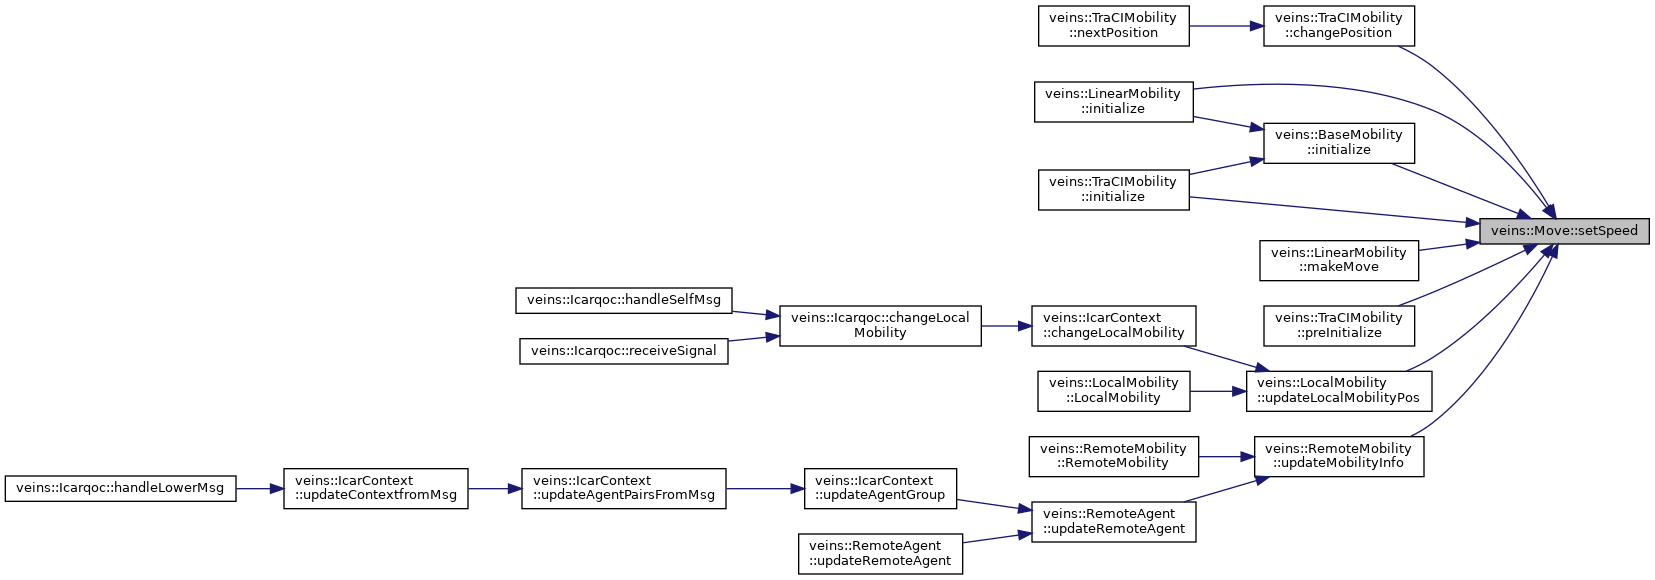 veins::TraCIMobility
::nextPosition
veins::TraCIMobility
::changePosition
veins::LinearMobility
::initialize
veins::BaseMobility
::initialize
veins::TraCIMobility
::initialize
veins::Move::setSpeed
veins::LinearMobility
::makeMove
veins::Icarqoc::handleSelfMsg
veins::Icarqoc::changeLocal
Mobility
veins::IcarContext
::changeLocalMobility
veins::TraCIMobility
::preInitialize
veins::Icarqoc::receiveSignal
veins::LocalMobility
::LocalMobility
veins::LocalMobility
::updateLocalMobilityPos
veins::RemoteMobility
::RemoteMobility
veins::RemoteMobility
::updateMobilityInfo
veins::Icarqoc::handleLowerMsg
veins::IcarContext
::updateContextfromMsg
veins::IcarContext
::updateAgentPairsFromMsg
veins::IcarContext
::updateAgentGroup
veins::RemoteAgent
::updateRemoteAgent
veins::RemoteAgent
::updateRemoteAgent